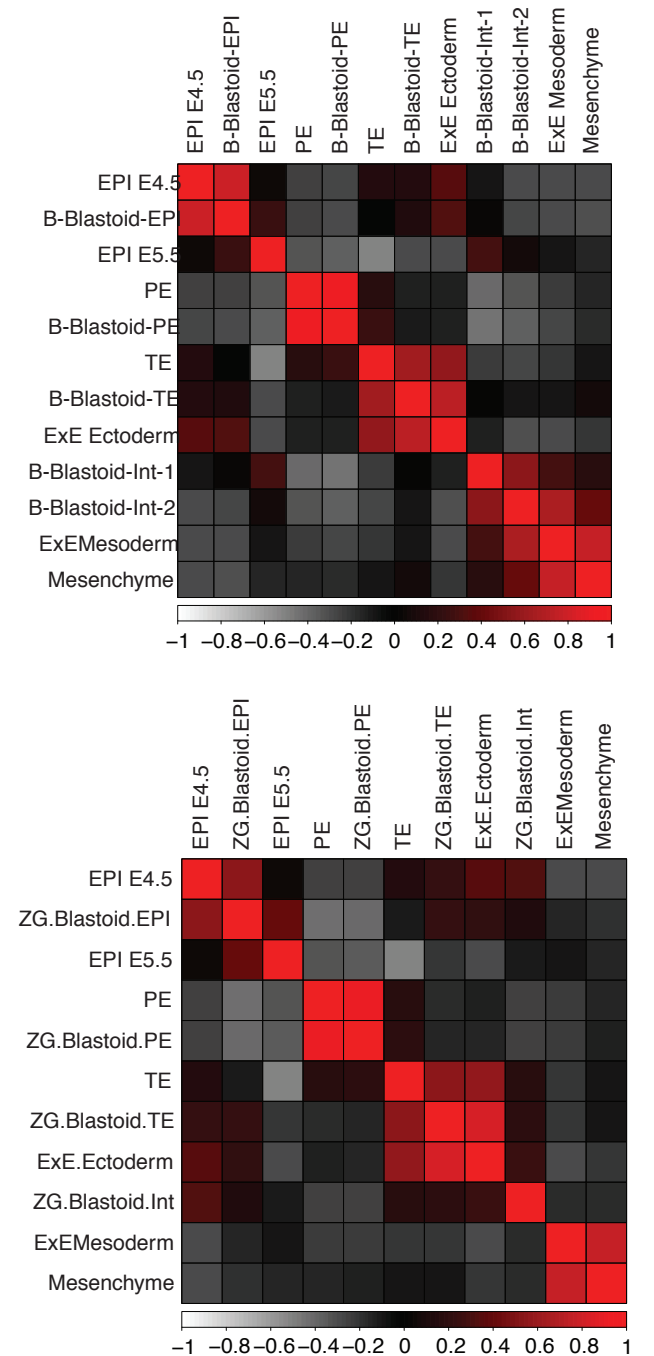 EPI E4.5
B-Blastoid-EPI
EPI E5.5
PE
B-Blastoid-PE
TE
B-Blastoid-TE
ExE Ectoderm
B-Blastoid-Int-1
B-Blastoid-Int-2
ExE Mesoderm
Mesenchyme
EPI E4.5
B-Blastoid-EPI
EPI E5.5
PE
B-Blastoid-PE
TE
B-Blastoid-TE
ExE Ectoderm
B-Blastoid-Int-1
B-Blastoid-Int-2
ExEMesoderm
Mesenchyme
−1 −0.8 −0.6 −0.4 −0.2 0 0.2 0.4 0.6 0.8 1
EPI E4.5
ZG.Blastoid.EPI
EPI E5.5
PE
ZG.Blastoid.PE
TE
ZG.Blastoid.TE
ExE.Ectoderm
ZG.Blastoid.Int
ExEMesoderm
Mesenchyme
EPI E4.5
ZG.Blastoid.EPI
EPI E5.5
PE
ZG.Blastoid.PE
TE
ZG.Blastoid.TE
ExE.Ectoderm
ZG.Blastoid.Int
ExEMesoderm
Mesenchyme
−1 −0.8 −0.6 −0.4 −0.2 0 0.2 0.4 0.6 0.8 1